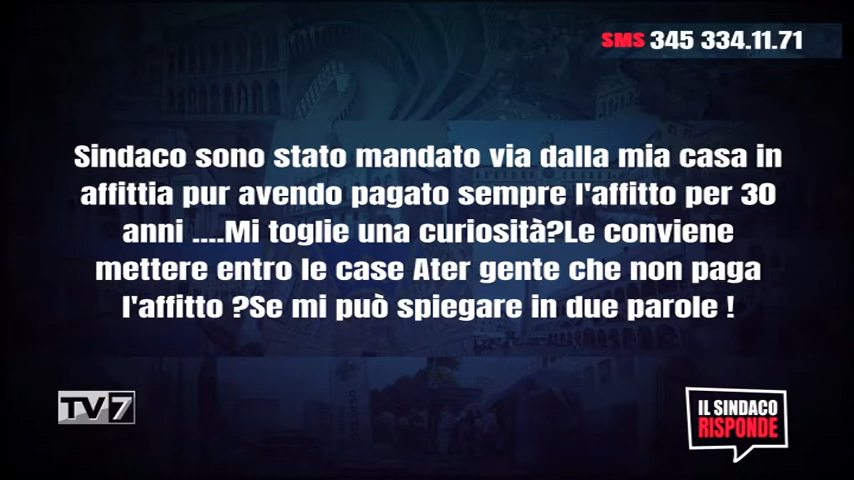 SMS 345 334.11.71
Sindaco sono stato mandato via dalla mia casa in
affittia pur avendo pagato sempre l'affitto per 30
anni ....Mi toglie una curiosità?Le conviene
mettere entro le case Ater gente che non paga
l'affitto ?Se mi può spiegare in due parole !
TV7
IL SINDACO
RISPONDE